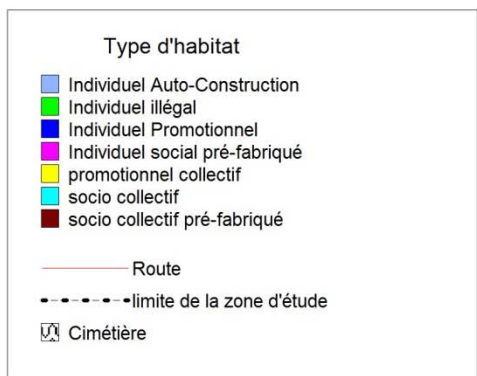 Type d'habitat
Individuel Auto-Construction
Individuel illégal
Individuel Promotionnel
Individuel social pré-fabriqué
promotionnel collectif
socio collectif
socio collectif pré-fabriqué
Route
limite de la zone d'étude
Cimétière